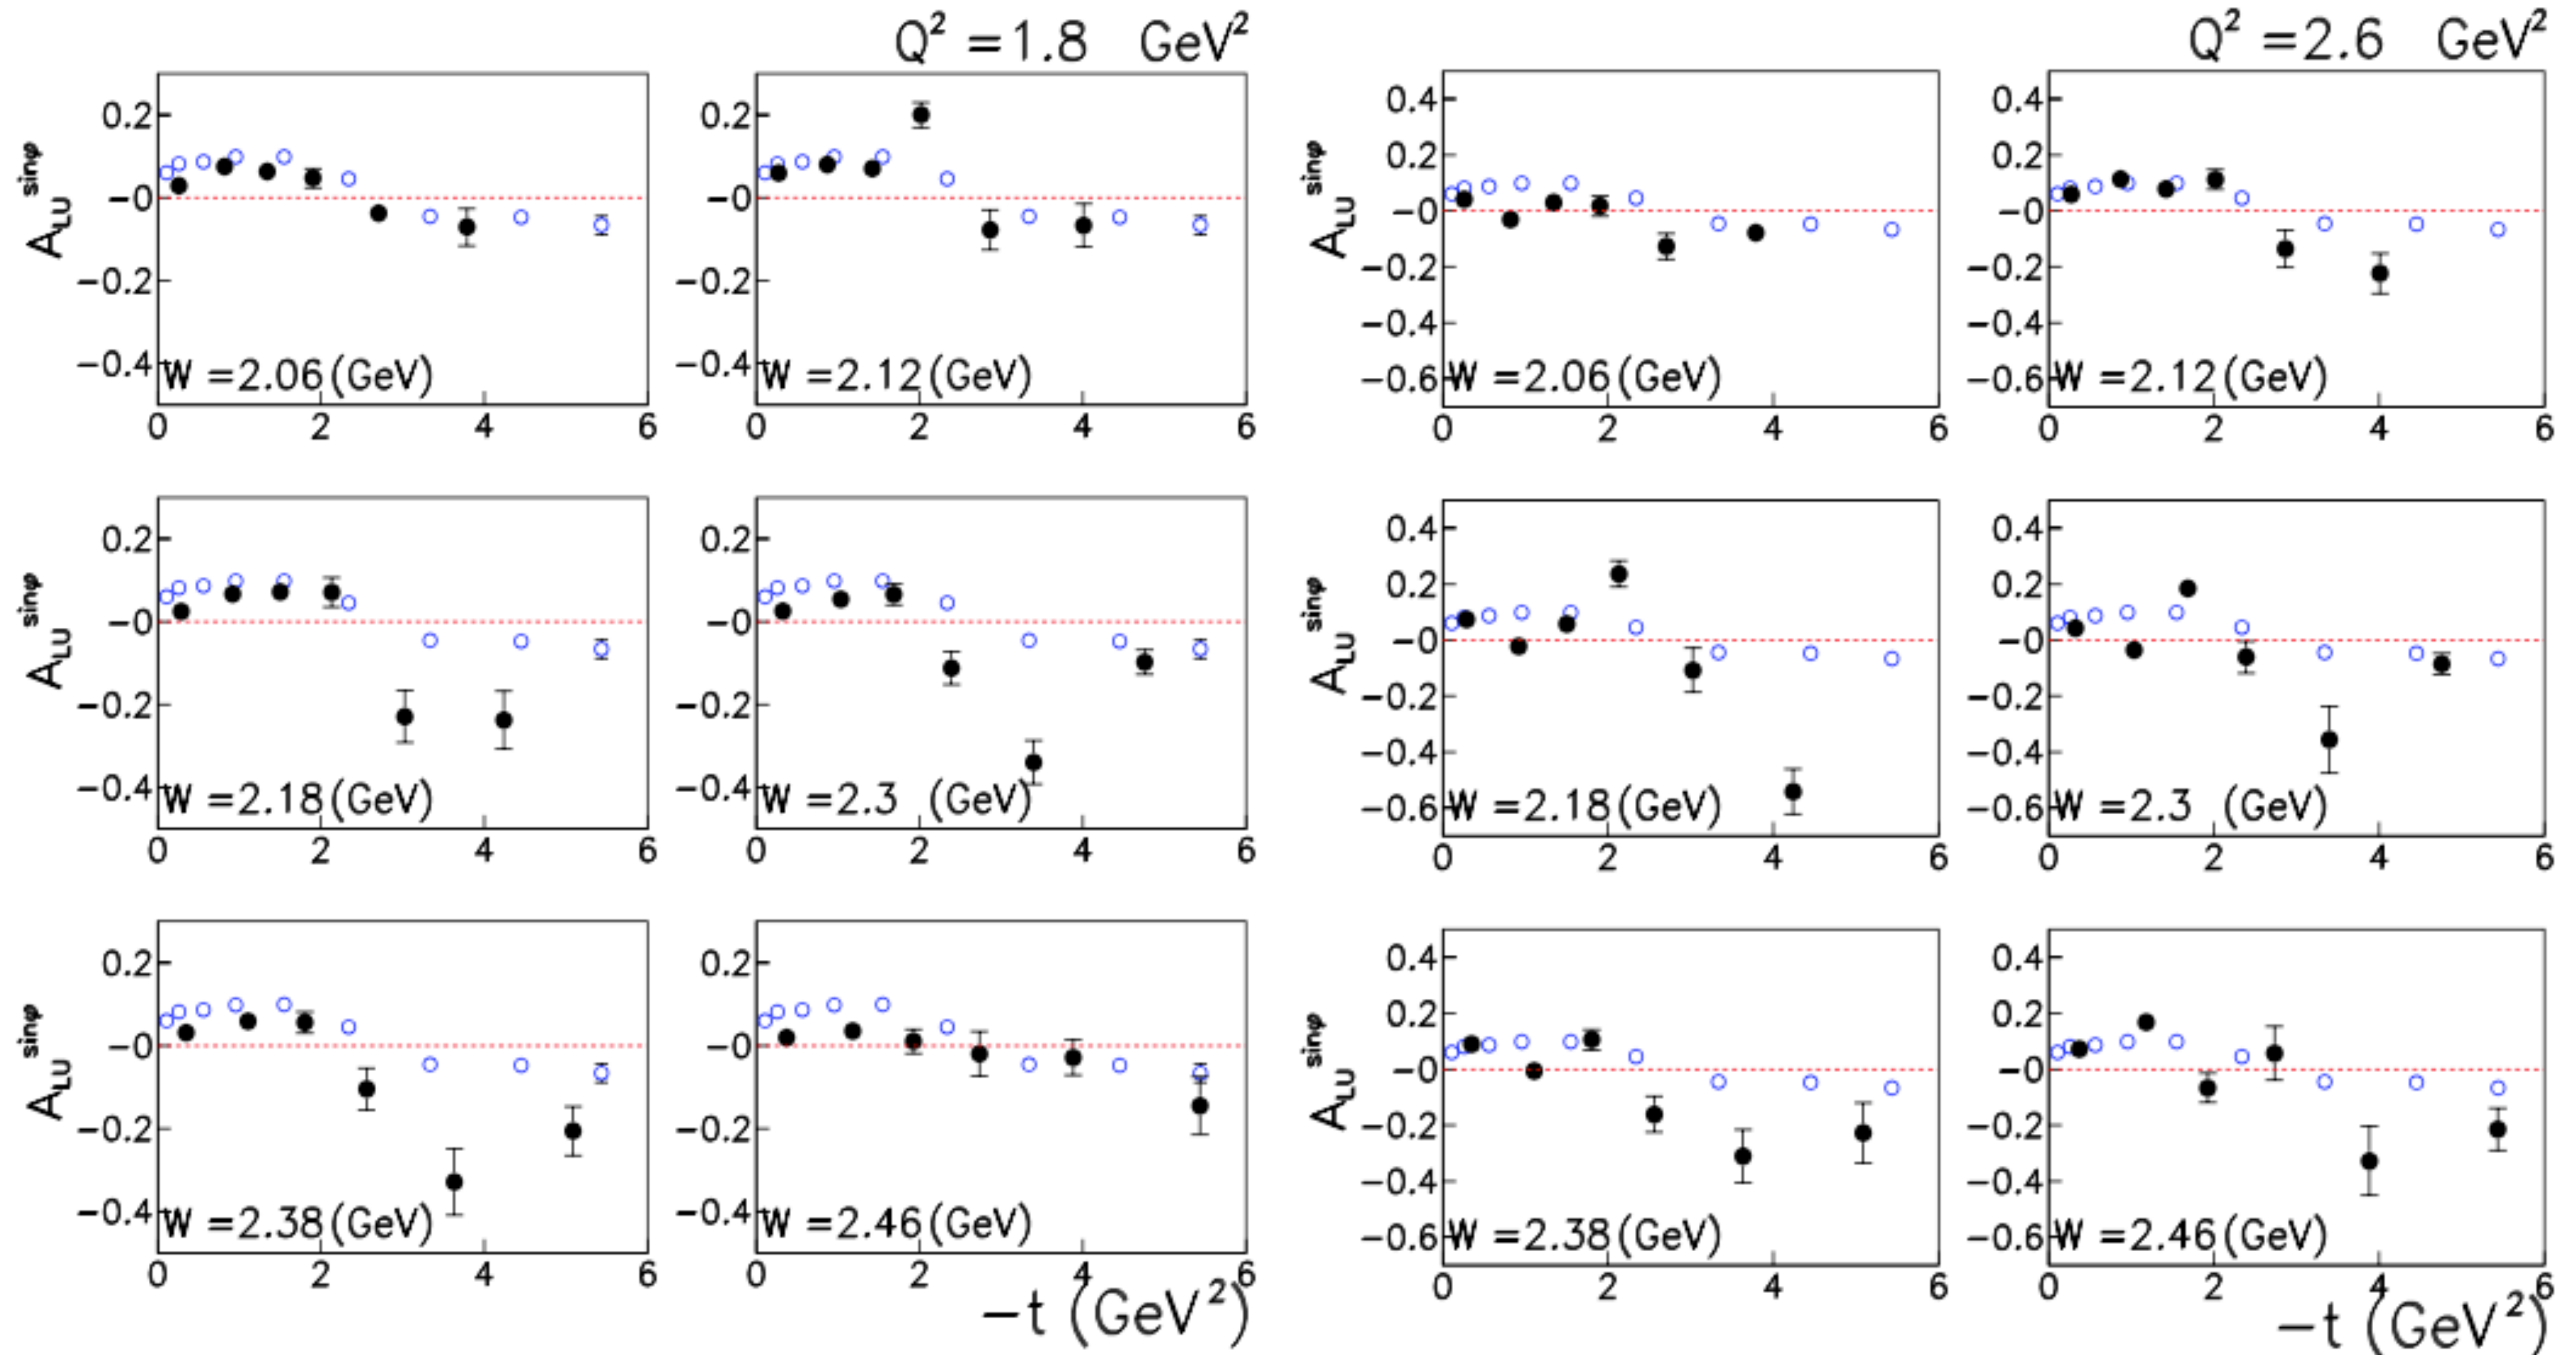 Q² =1.8 GeV² Q² =2.6 GeV²
A_LU^sinφ 0.2 −0 −0.2 −0.4 W =2.06(GeV) 0 2 4 6
0.2 −0 −0.2 −0.4 W =2.12(GeV) 0 2 4 6
A_LU^sinφ 0.4 0.2 −0 −0.2 −0.4 −0.6 W =2.06(GeV) 0 2 4 6
0.4 0.2 −0 −0.2 −0.4 −0.6 W =2.12(GeV) 0 2 4 6
A_LU^sinφ 0.2 −0 −0.2 −0.4 W =2.18(GeV) 0 2 4 6
0.2 −0 −0.2 −0.4 W =2.3 (GeV) 0 2 4 6
A_LU^sinφ 0.4 0.2 −0 −0.2 −0.4 −0.6 W =2.18(GeV) 0 2 4 6
0.4 0.2 −0 −0.2 −0.4 −0.6 W =2.3 (GeV) 0 2 4 6
A_LU^sinφ 0.2 −0 −0.2 −0.4 W =2.38(GeV) 0 2 4 6
0.2 −0 −0.2 −0.4 W =2.46(GeV) 0 2 4 6
A_LU^sinφ 0.4 0.2 −0 −0.2 −0.4 −0.6 W =2.38(GeV) 0 2 4 6
0.4 0.2 −0 −0.2 −0.4 −0.6 W =2.46(GeV) 0 2 4 6
−t (GeV²) −t (GeV²)